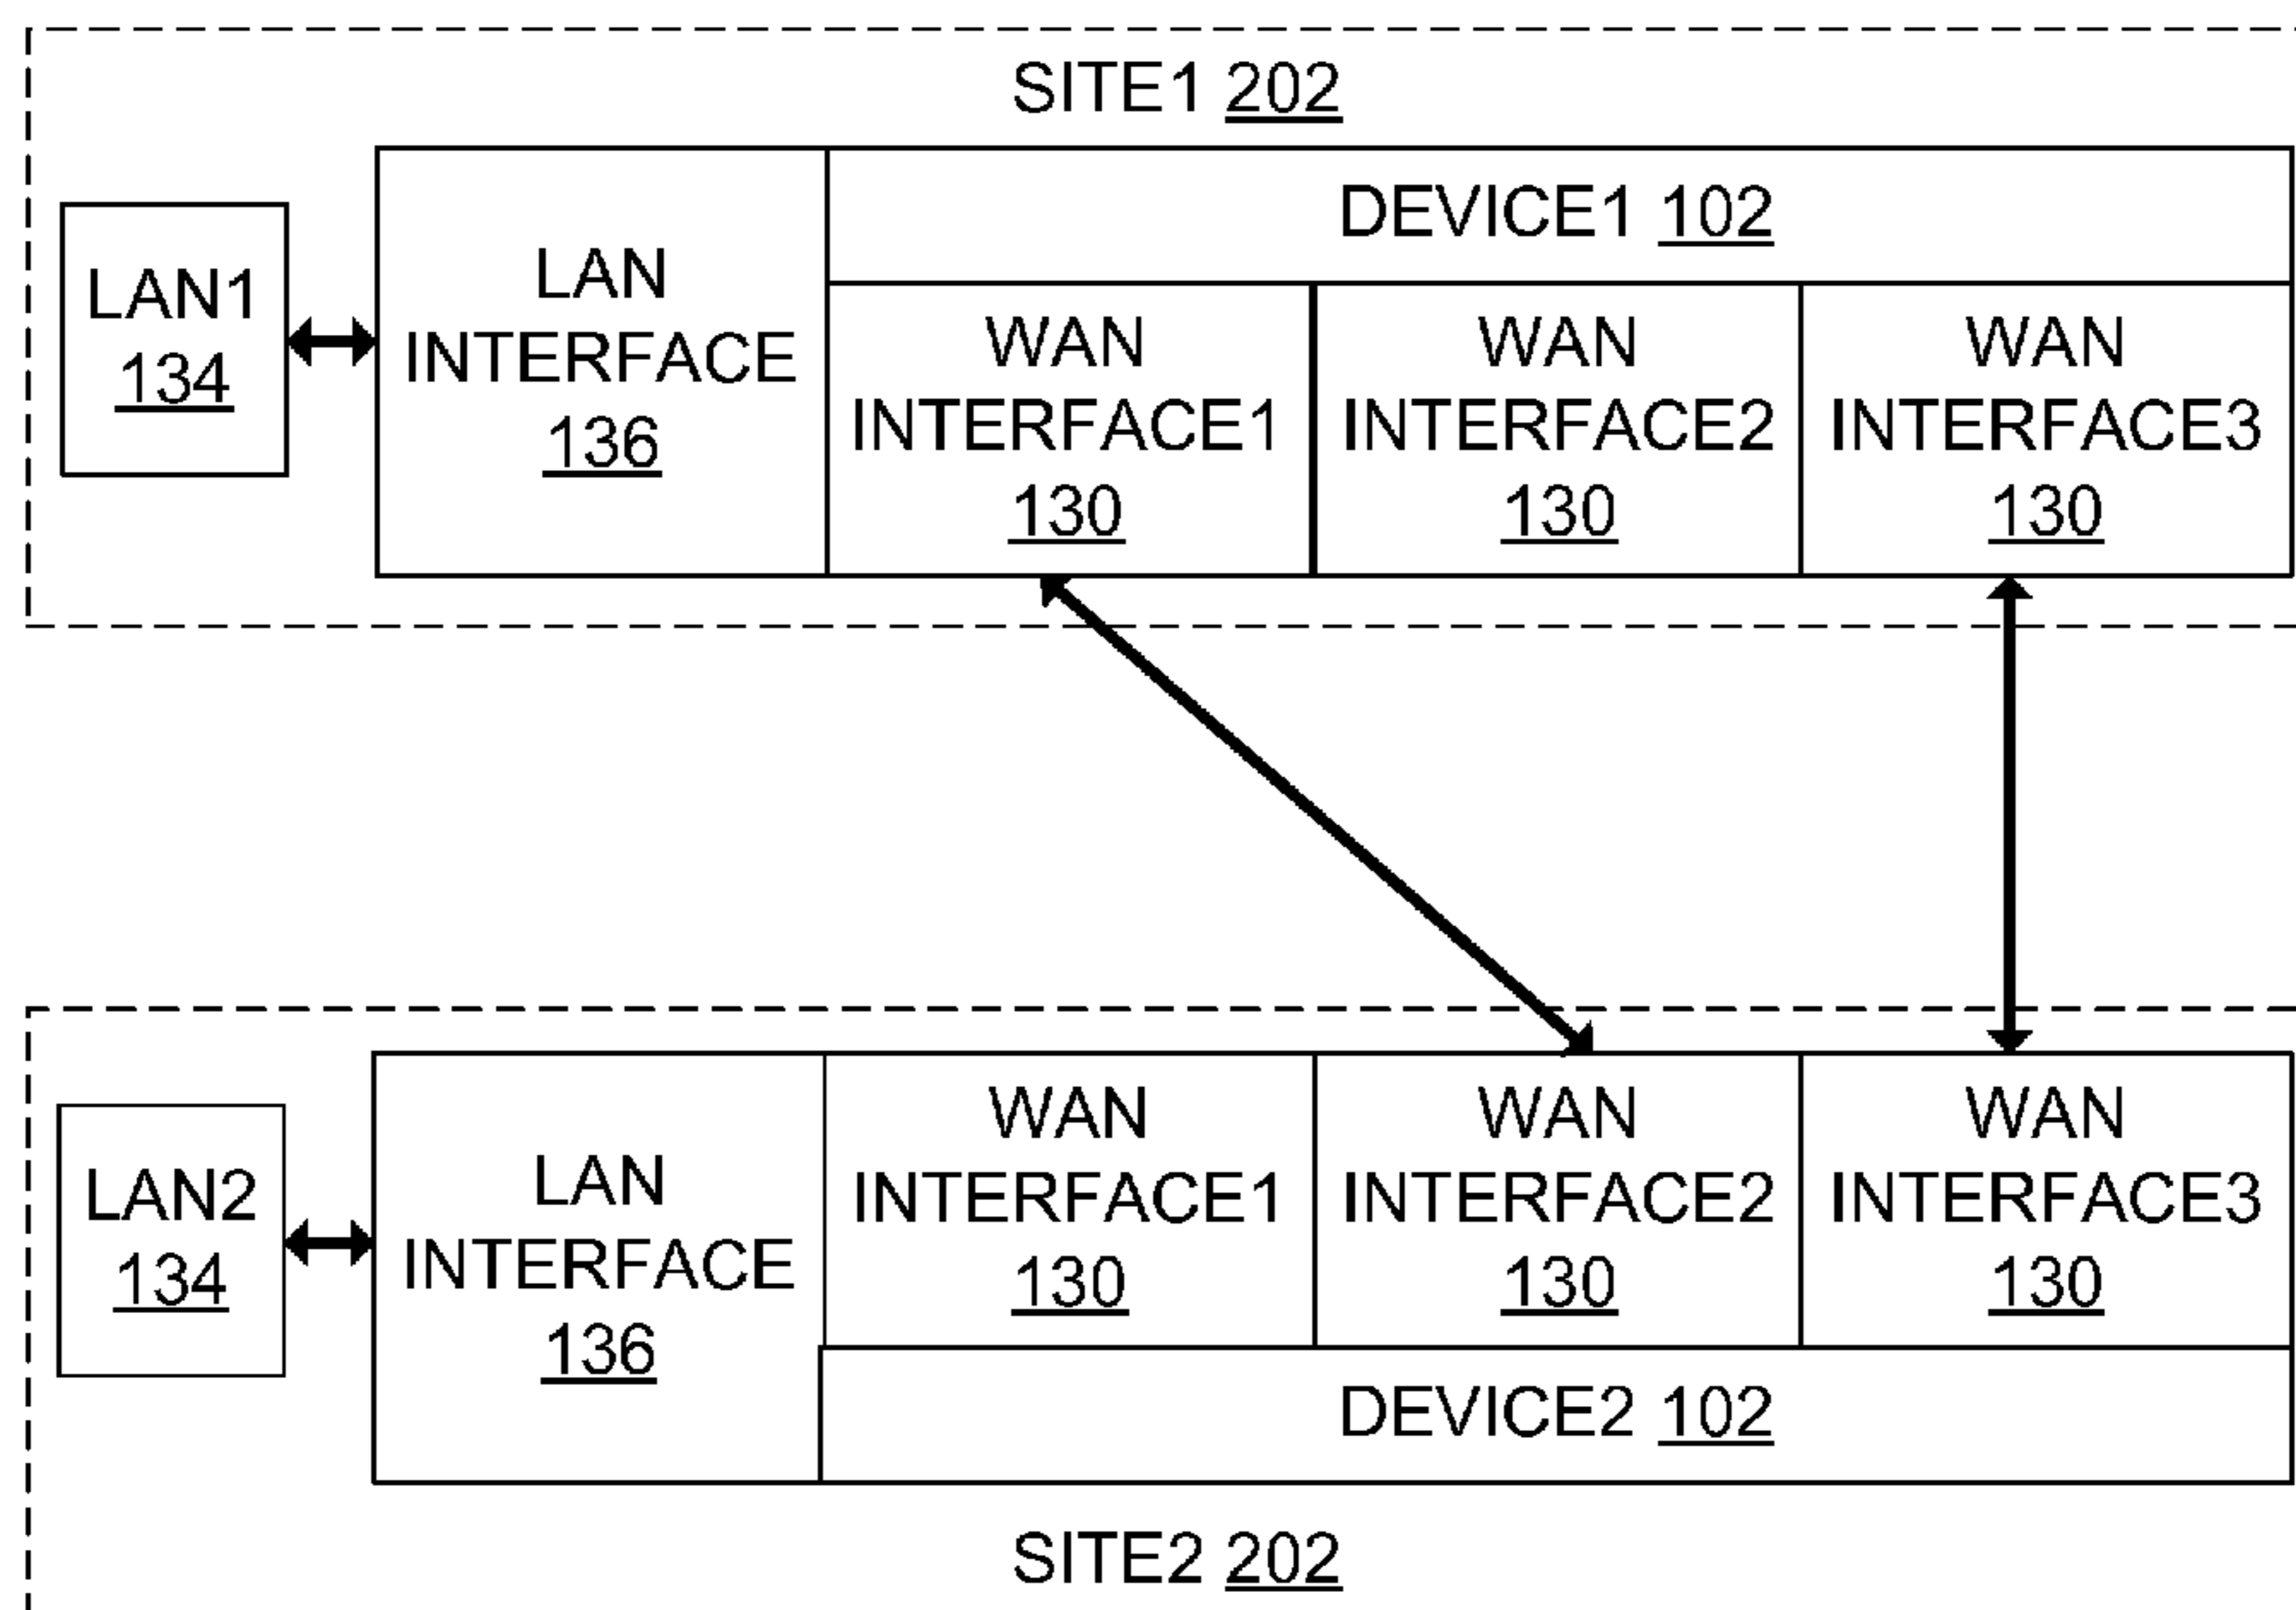 SITE1 202
DEVICE1 102
LAN1
134
LAN
INTERFACE
136
WAN
INTERFACE1
130
WAN
INTERFACE2
130
WAN
INTERFACE3
130
LAN2
134
LAN
INTERFACE
136
WAN
INTERFACE1
130
WAN
INTERFACE2
130
WAN
INTERFACE3
130
DEVICE2 102
SITE2 202